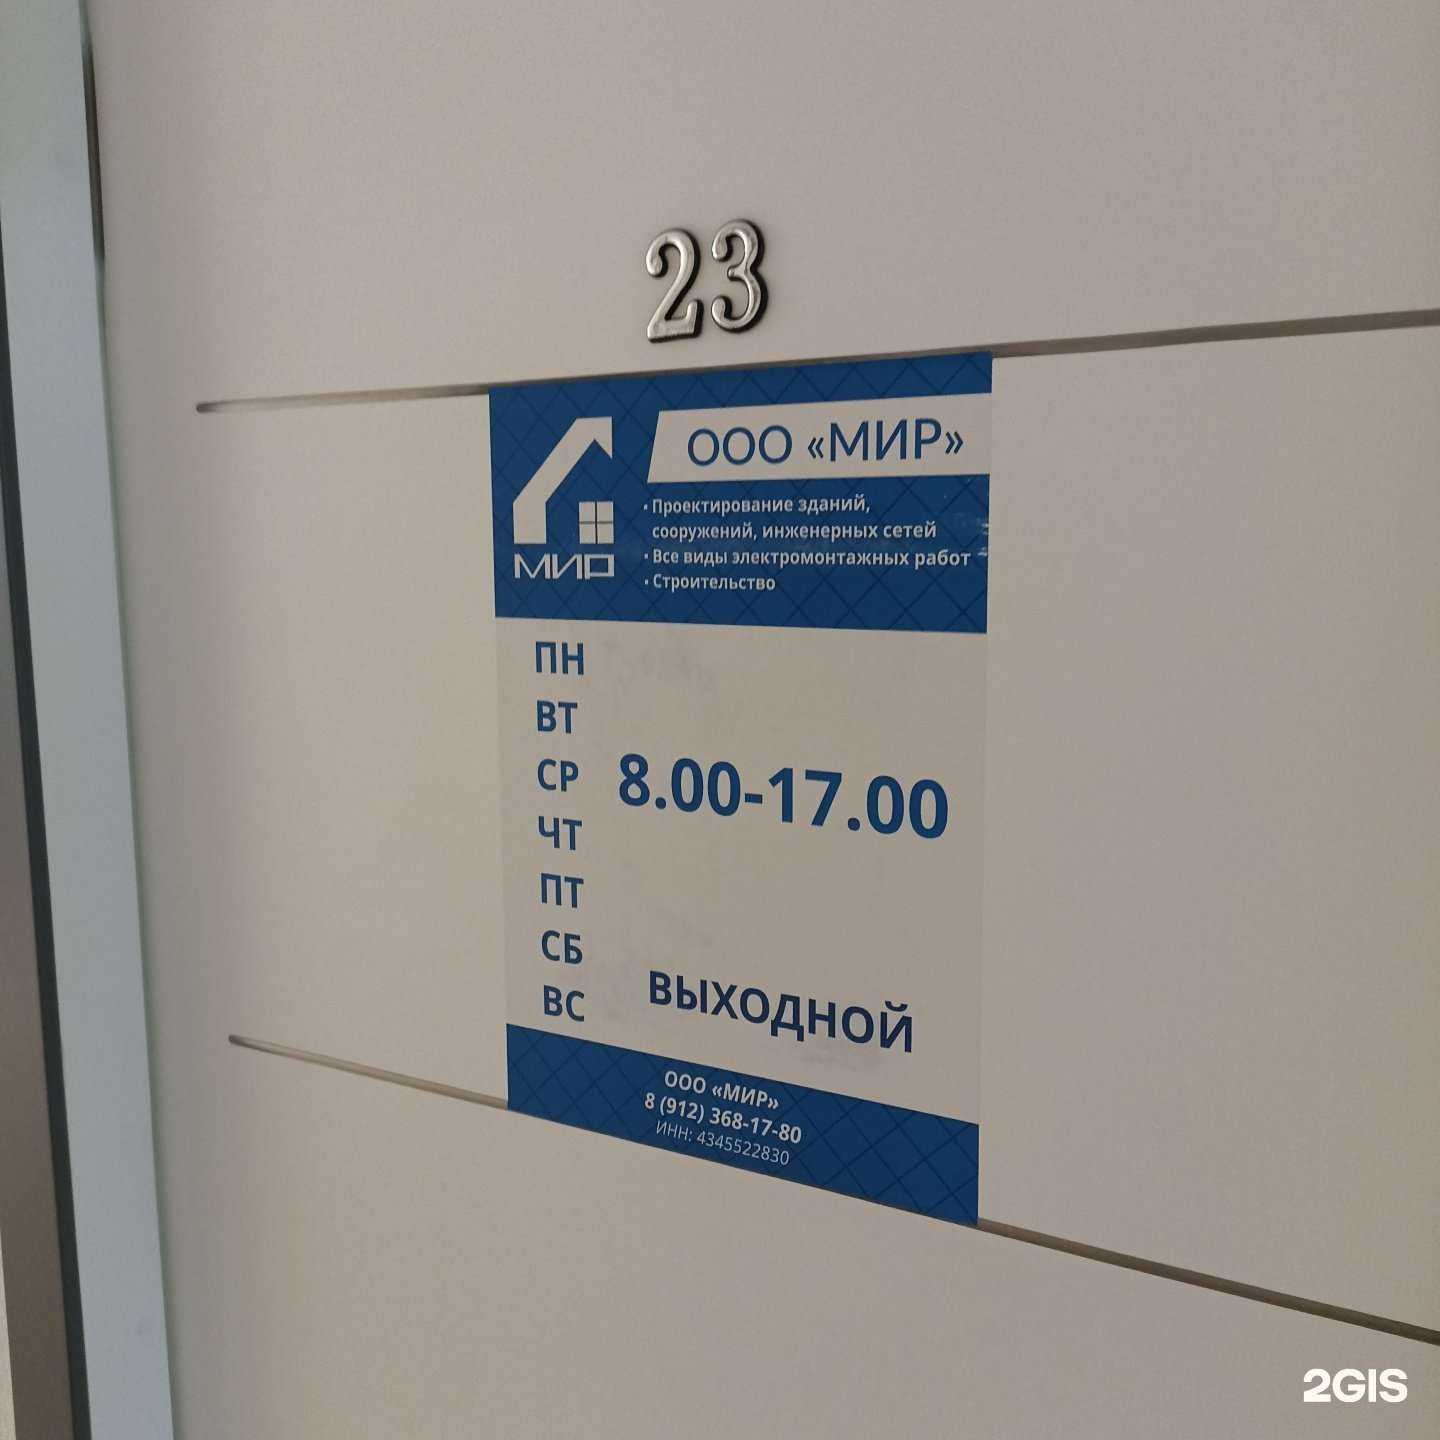 23
ООО «МИР»
МИР
• Проектирование зданий,
сооружений, инженерных сетей
• Все виды электромонтажных работ
• Строительство
ПН
ВТ
СР 8.00-17.00
ЧТ
ПТ
СБ
ВС ВЫХОДНОЙ
ООО «МИР»
8 (912) 368-17-80
ИНН: 4345522830
2GIS